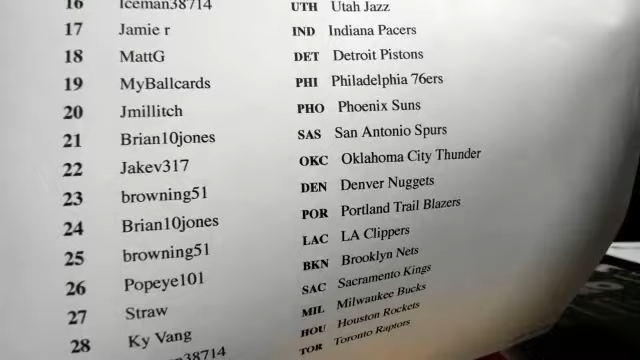 16 Iceman38714 UTH Utah Jazz
17 Jamie r IND Indiana Pacers
18 MattG DET Detroit Pistons
19 MyBallcards PHI Philadelphia 76ers
20 Jmillitch PHO Phoenix Suns
21 Brian10jones SAS San Antonio Spurs
22 Jakev317 OKC Oklahoma City Thunder
23 browning51 DEN Denver Nuggets
24 Brian10jones POR Portland Trail Blazers
25 browning51 LAC LA Clippers
26 Popeye101 BKN Brooklyn Nets
27 Straw SAC Sacramento Kings
28 Ky Vang MIL Milwaukee Bucks
HOU Houston Rockets
TOR Toronto Raptors